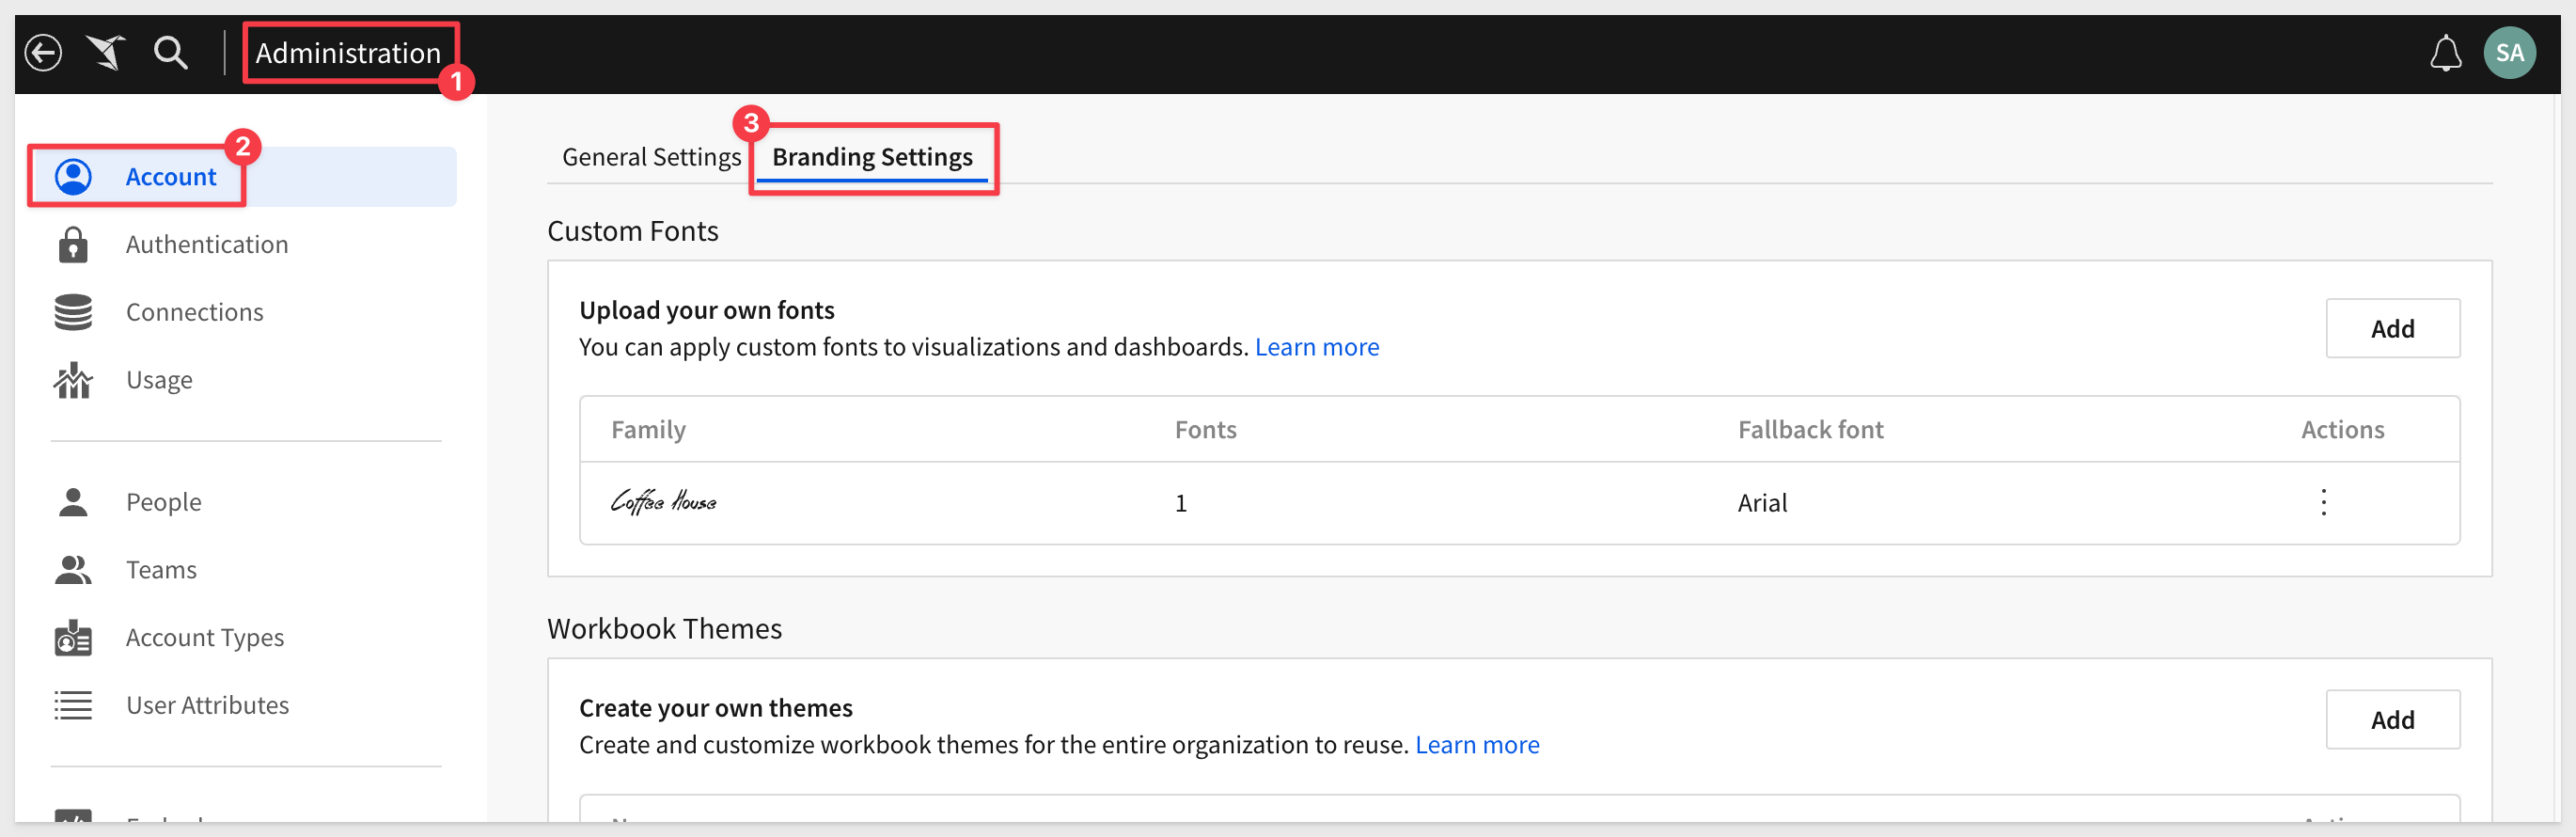 Administration
1
SA
2
Account
Authentication
Connections
Usage
People
Teams
Account Types
User Attributes
3
General Settings
Branding Settings
Custom Fonts
Upload your own fonts
You can apply custom fonts to visualizations and dashboards. Learn more
Add
Family Fonts Fallback font Actions
Coffee House 1 Arial
Workbook Themes
Create your own themes
Create and customize workbook themes for the entire organization to reuse. Learn more
Add